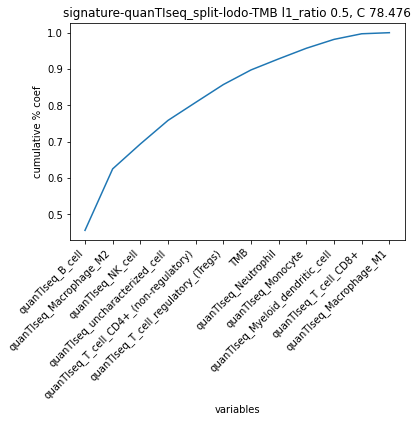 signature-quanTIseq_split-lodo-TMB l1_ratio 0.5, C 78.476
cumulative % coef
1.0
0.9
0.8
0.7
0.6
0.5
quanTIseq_B_cell
quanTIseq_Macrophage_M2
quanTIseq_NK_cell
quanTIseq_uncharacterized_cell
quanTIseq_T_cell_CD4+_(non-regulatory)
quanTIseq_T_cell_regulatory_(Tregs)
TMB
quanTIseq_Neutrophil
quanTIseq_Monocyte
quanTIseq_Myeloid_dendritic_cell
quanTIseq_T_cell_CD8+
quanTIseq_Macrophage_M1
variables